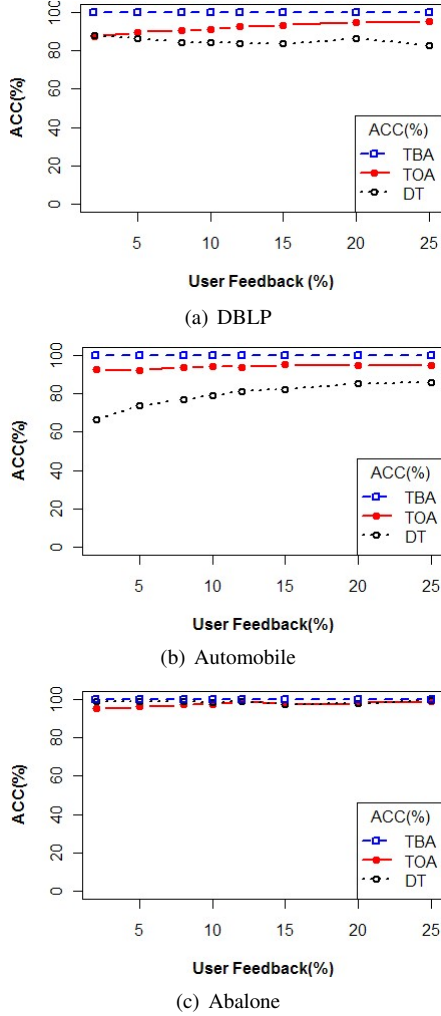 100
80
60
40
20
0
ACC(%)
ACC(%)
TBA
TOA
DT
5 10 15 20 25
User Feedback (%)
(a) DBLP
100
80
60
40
20
0
ACC(%)
ACC(%)
TBA
TOA
DT
5 10 15 20 25
User Feedback(%)
(b) Automobile
100
80
60
40
20
0
ACC(%)
ACC(%)
TBA
TOA
DT
5 10 15 20 25
User Feedback(%)
(c) Abalone